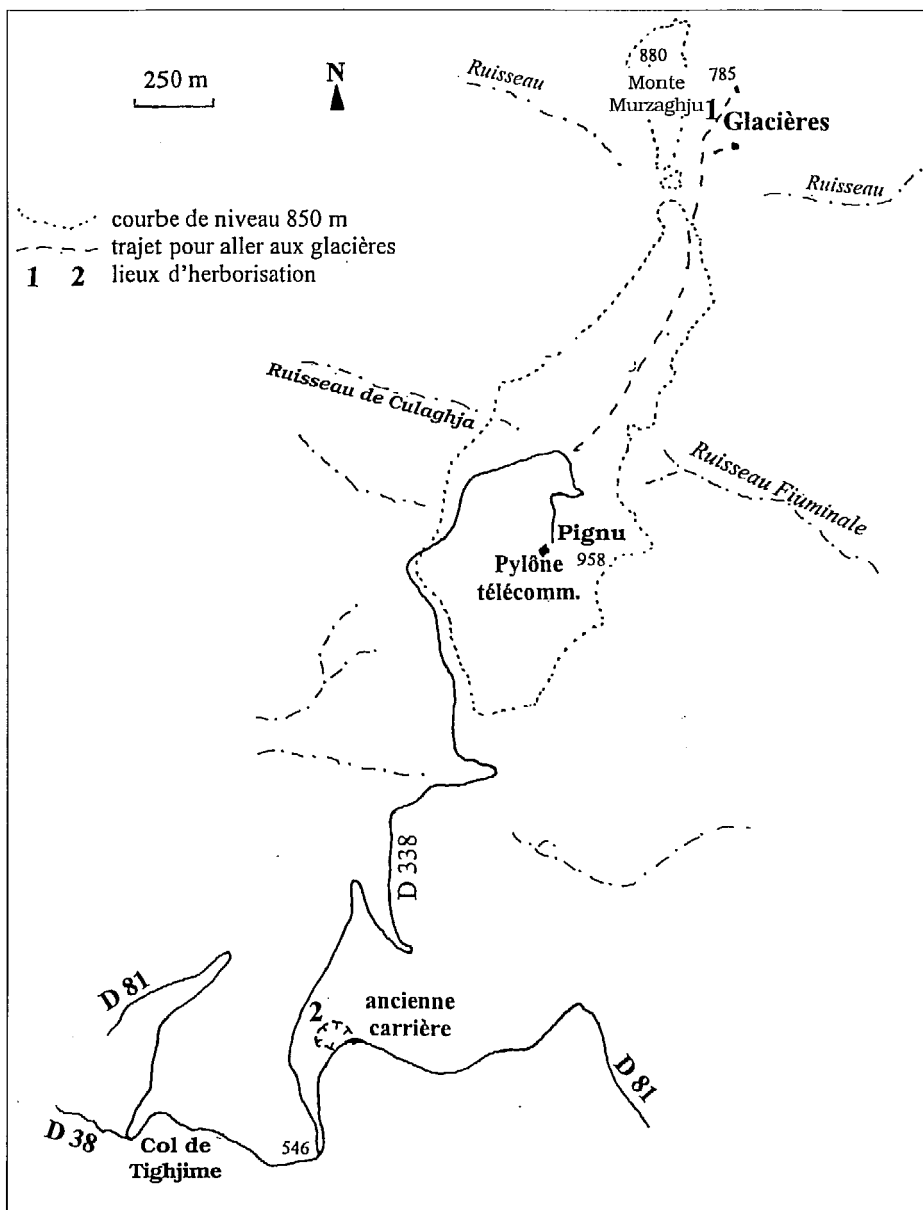 250 m
N
Ruisseau
880
Monte
Murzaghju
785
1
Glacières
Ruisseau
courbe de niveau 850 m
trajet pour aller aux glacières
1 2 lieux d'herborisation
Ruisseau de Culaghja
Ruisseau Fiuminale
Pignu
958
Pylône
télécomm.
D 338
D 81
2
ancienne
carrière
D 81
D 38
Col de
Tighjime
546